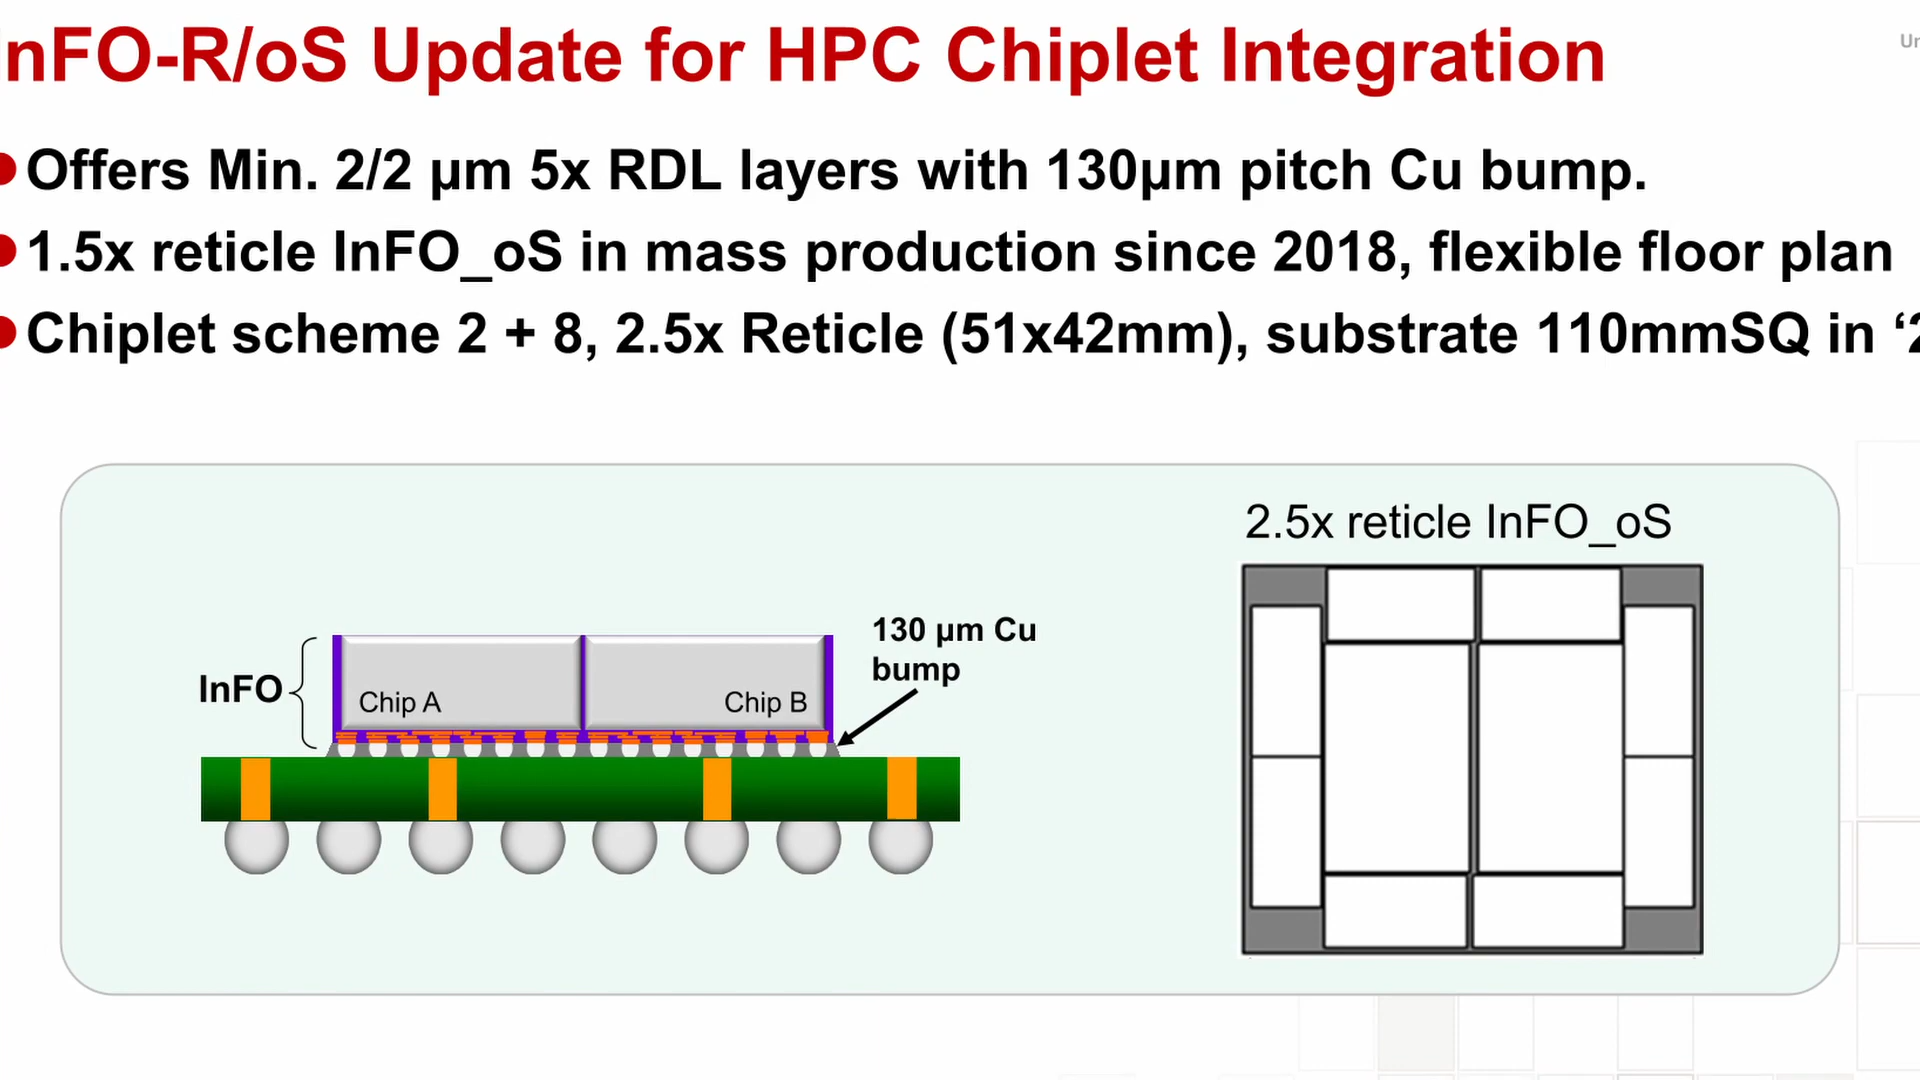 nFO-R/oS Update for HPC Chiplet Integration
Offers Min. 2/2 µm 5x RDL layers with 130µm pitch Cu bump.
1.5x reticle InFO_oS in mass production since 2018, flexible floor plan
Chiplet scheme 2 + 8, 2.5x Reticle (51x42mm), substrate 110mmSQ in ‘2
2.5x reticle InFO_oS
130 µm Cu
bump
InFO
Chip A
Chip B